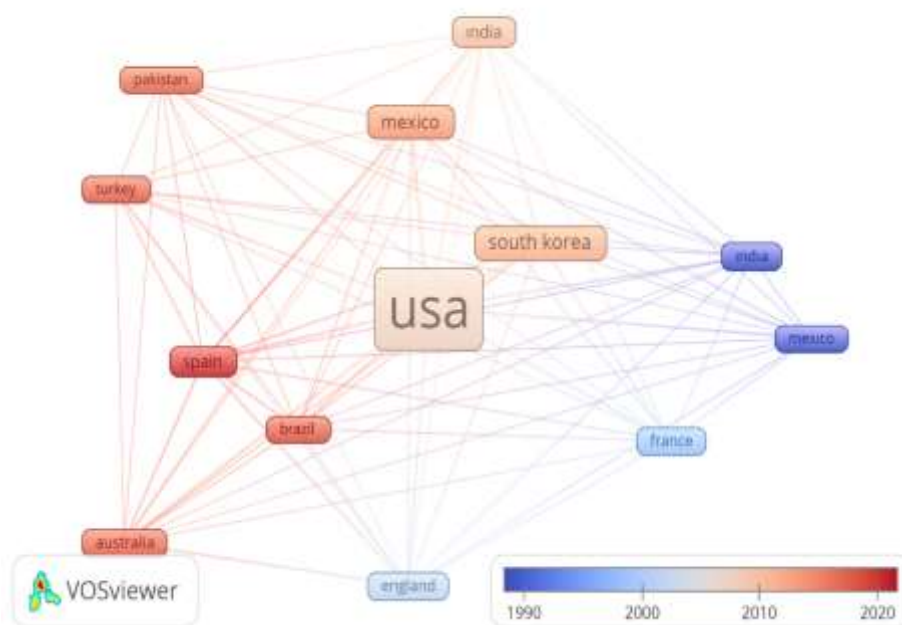 india
pakistan
mexico
turkey
south korea
india
usa
mexico
spain
brazil
france
australia
england
VOSviewer
1990 2000 2010 2020